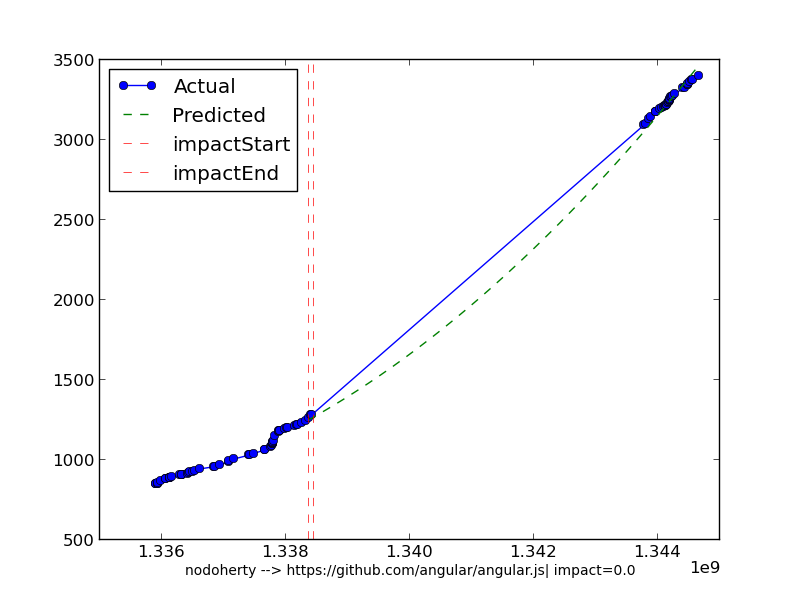 3500
3000
2500
2000
1500
1000
500
Actual
Predicted
impactStart
impactEnd
1.336 1.338 1.340 1.342 1.344
1e9
nodoherty --> https://github.com/angular/angular.js| impact=0.0